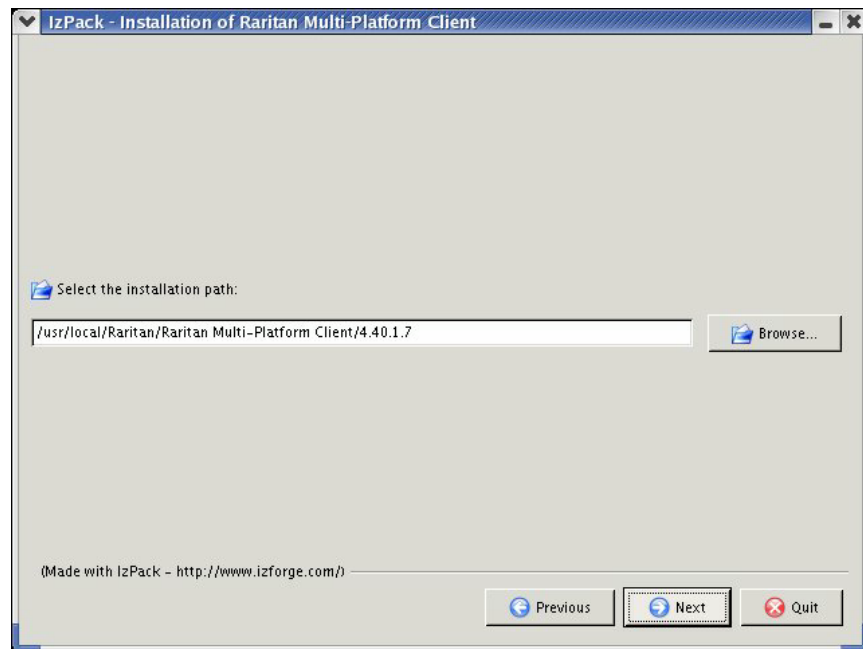 IzPack - Installation of Raritan Multi-Platform Client
Select the installation path:
/usr/local/Raritan/Raritan Multi-Platform Client/4.40.1.7
Browse...
(Made with IzPack - http://www.izforge.com/)
Previous
Next
Quit